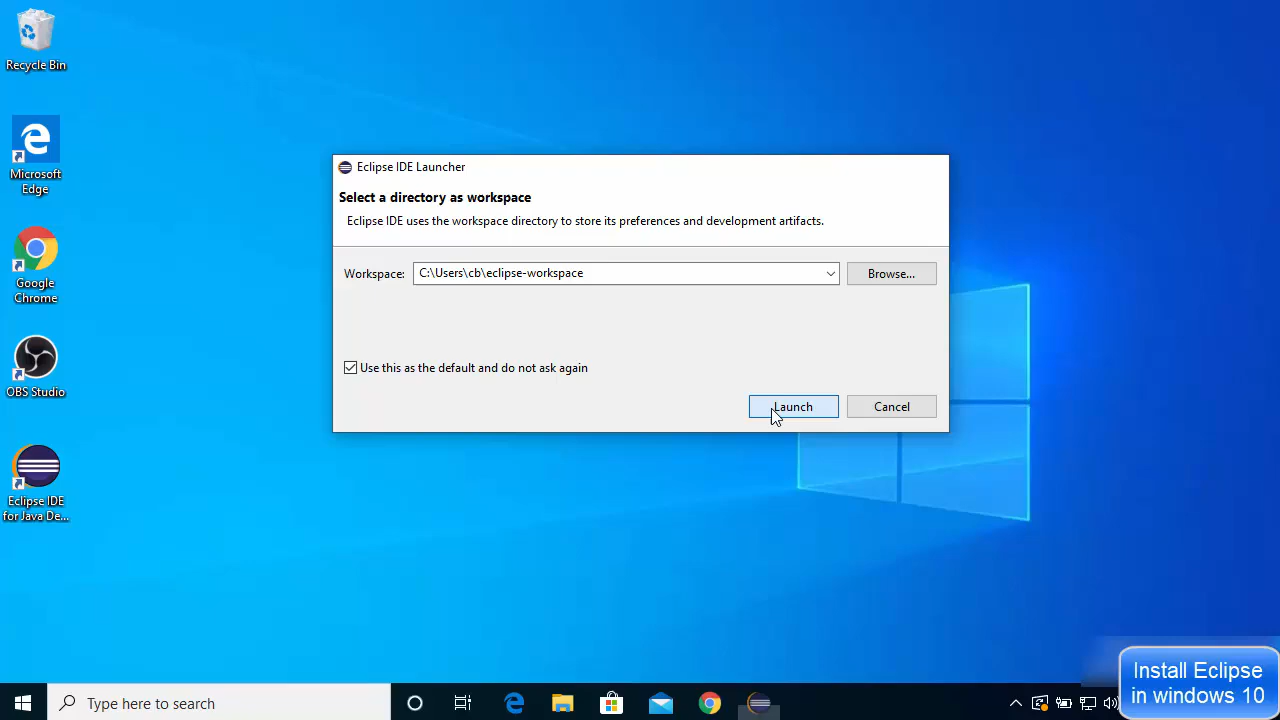 Recycle Bin
Microsoft
Edge
Google
Chrome
OBS Studio
Eclipse IDE
for Java De...
Eclipse IDE Launcher
Select a directory as workspace
Eclipse IDE uses the workspace directory to store its preferences and development artifacts.
Workspace: C:\Users\cb\eclipse-workspace Browse...
Use this as the default and do not ask again
Launch Cancel
Type here to search
Install Eclipse
in windows 10